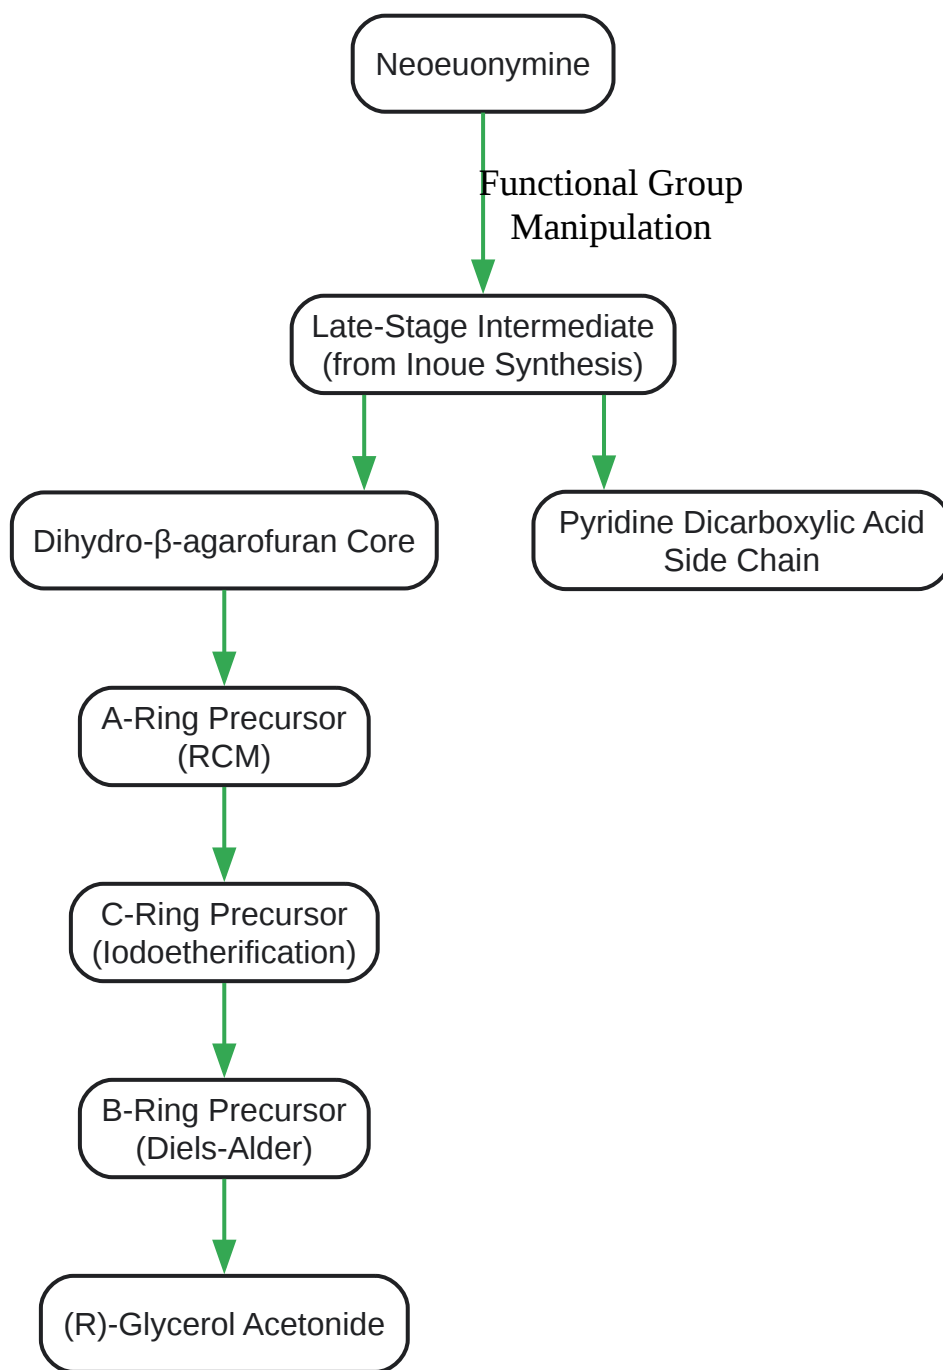 Neoeuonymine
Functional Group
Manipulation
Late-Stage Intermediate
(from Inoue Synthesis)
Dihydro-β-agarofuran Core
Pyridine Dicarboxylic Acid
Side Chain
A-Ring Precursor
(RCM)
C-Ring Precursor
(Iodoetherification)
B-Ring Precursor
(Diels-Alder)
(R)-Glycerol Acetonide